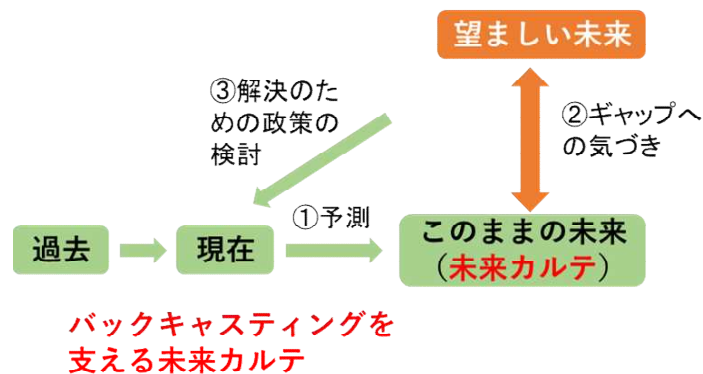 望ましい未来
③解決のた
めの政策の
検討
②ギャップへ
の気づき
①予測
過去
現在
このままの未来
（未来カルテ）
バックキャスティングを
支える未来カルテ